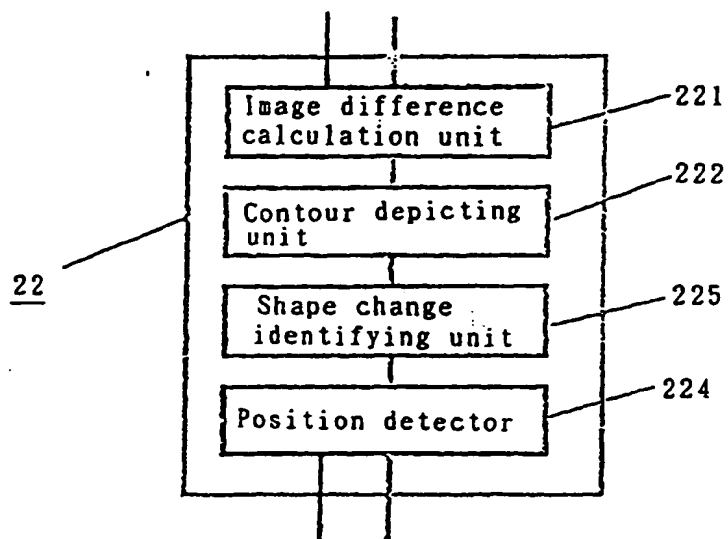 Image difference
calculation unit
221
Contour depicting
unit
222
22
Shape change
identifying unit
225
Position detector
224